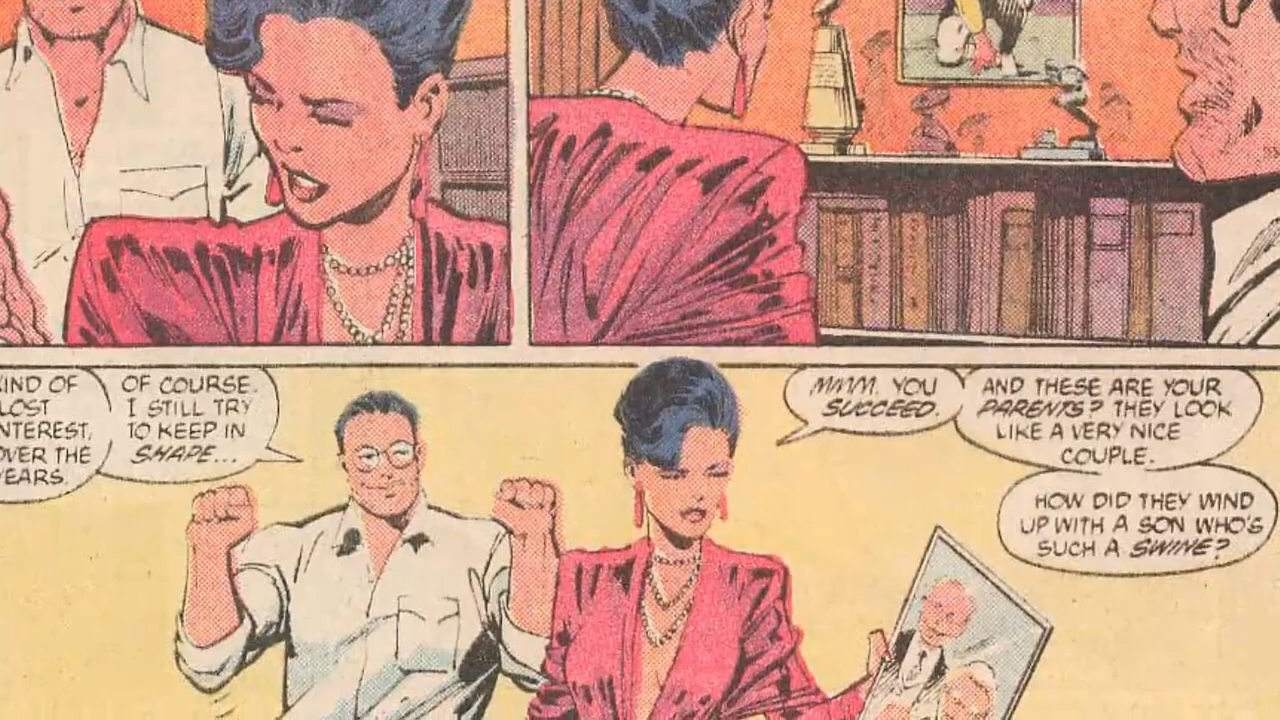 KIND OF
LOST
INTEREST,
OVER THE
YEARS.
OF COURSE.
I STILL TRY
TO KEEP IN
SHAPE...
MMM. YOU
SUCCEED.
AND THESE ARE YOUR
PARENTS? THEY LOOK
LIKE A VERY NICE
COUPLE.
HOW DID THEY WIND
UP WITH A SON WHO'S
SUCH A SWINE?